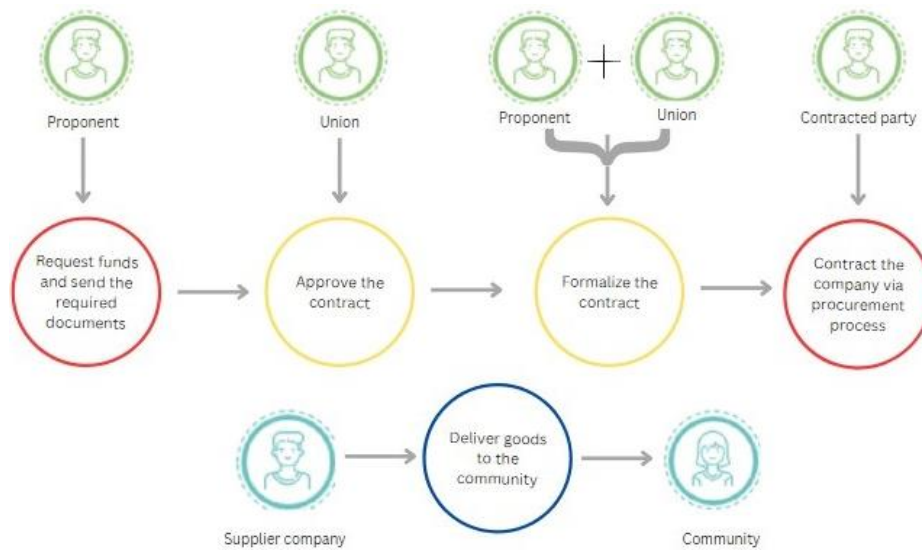 Proponent
Union
Proponent
Union
Contracted party
Request funds
and send the
required
documents
Approve the
contract
Formalize the
contract
Contract the
company via
procurement
process
Deliver goods
to the
community
Supplier company
Community